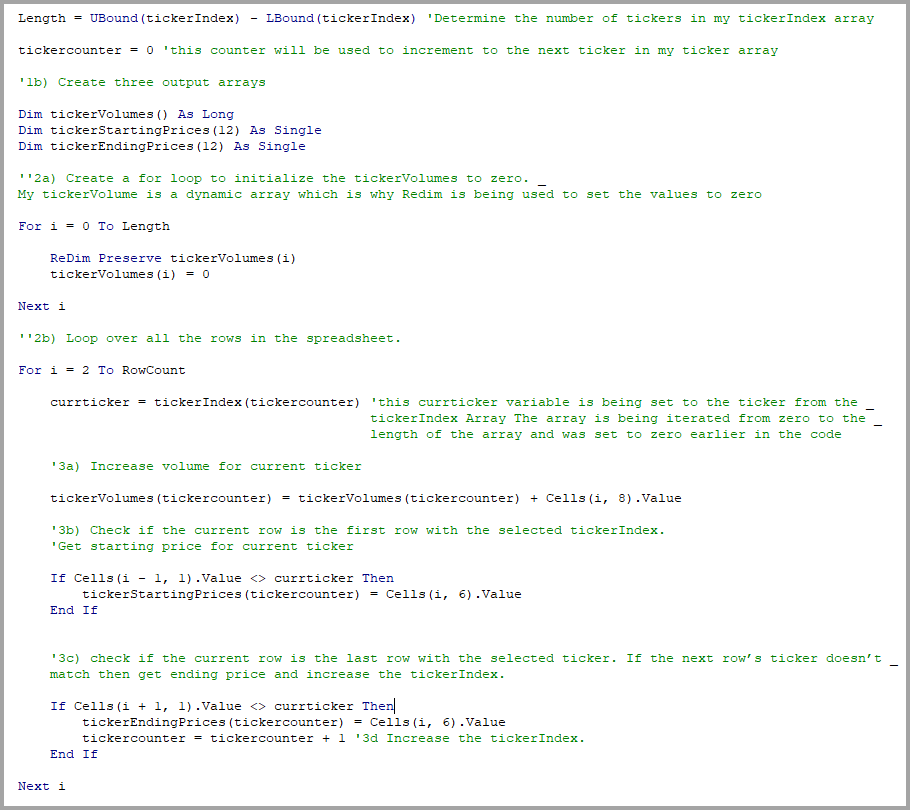 Length = UBound(tickerIndex) - LBound(tickerIndex) 'Determine the number of tickers in my tickerIndex array
tickercounter = 0 'this counter will be used to increment to the next ticker in my ticker array
'1b) Create three output arrays
Dim tickerVolumes() As Long
Dim tickerStartingPrices(12) As Single
Dim tickerEndingPrices(12) As Single
''2a) Create a for loop to initialize the tickerVolumes to zero. _
My tickerVolume is a dynamic array which is why Redim is being used to set the values to zero
For i = 0 To Length
ReDim Preserve tickerVolumes(i)
tickerVolumes(i) = 0
Next i
''2b) Loop over all the rows in the spreadsheet.
For i = 2 To RowCount
currticker = tickerIndex(tickercounter) 'this currticker variable is being set to the ticker from the _
tickerIndex Array The array is being iterated from zero to the _
length of the array and was set to zero earlier in the code
'3a) Increase volume for current ticker
tickerVolumes(tickercounter) = tickerVolumes(tickercounter) + Cells(i, 8).Value
'3b) Check if the current row is the first row with the selected tickerIndex.
'Get starting price for current ticker
If Cells(i - 1, 1).Value <> currticker Then
tickerStartingPrices(tickercounter) = Cells(i, 6).Value
End If
'3c) check if the current row is the last row with the selected ticker. If the next row’s ticker doesn’t _
match then get ending price and increase the tickerIndex.
If Cells(i + 1, 1).Value <> currticker Then
tickerEndingPrices(tickercounter) = Cells(i, 6).Value
tickercounter = tickercounter + 1 '3d Increase the tickerIndex.
End If
Next i